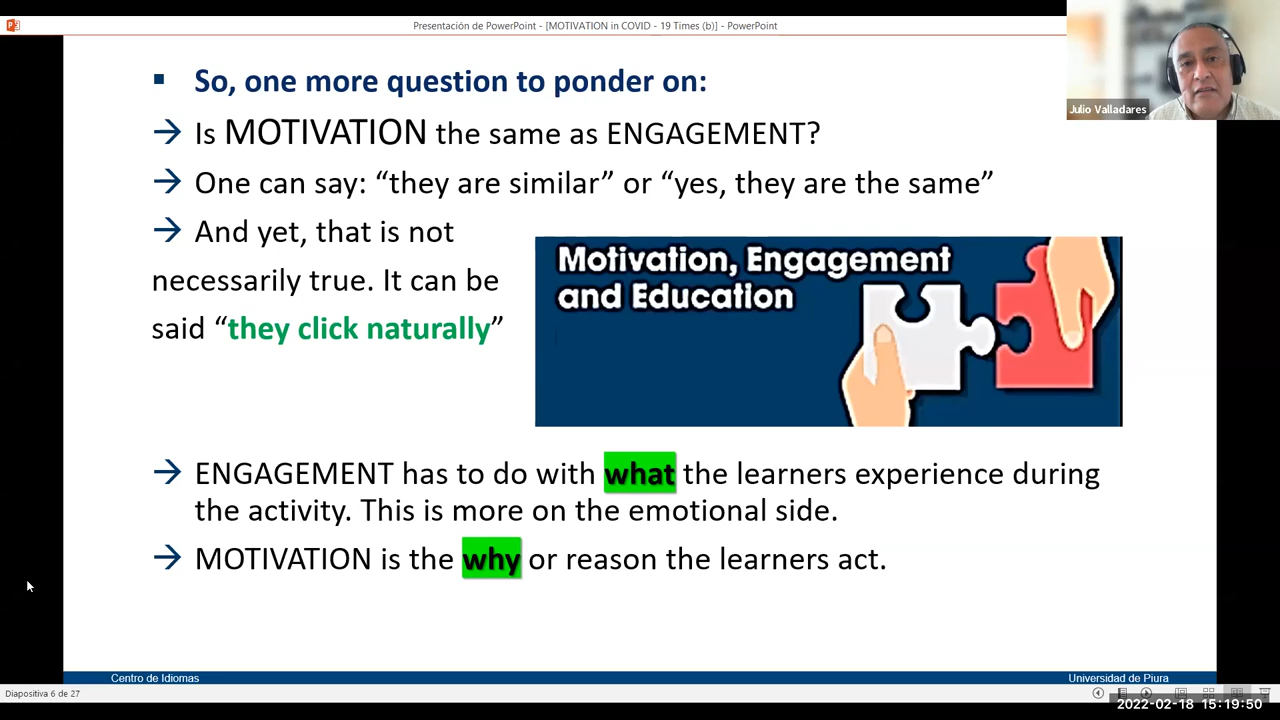 Presentación de PowerPoint - [MOTIVATION in COVID - 19 Times (b)] - PowerPoint
Julio Valladares
▪ So, one more question to ponder on:
→ Is MOTIVATION the same as ENGAGEMENT?
→ One can say: “they are similar” or “yes, they are the same”
→ And yet, that is not
necessarily true. It can be
said “they click naturally”
Motivation, Engagement
and Education
→ ENGAGEMENT has to do with what the learners experience during
the activity. This is more on the emotional side.
→ MOTIVATION is the why or reason the learners act.
Centro de Idiomas
Universidad de Piura
Diapositiva 6 de 27
2022-02-18 15:19:50